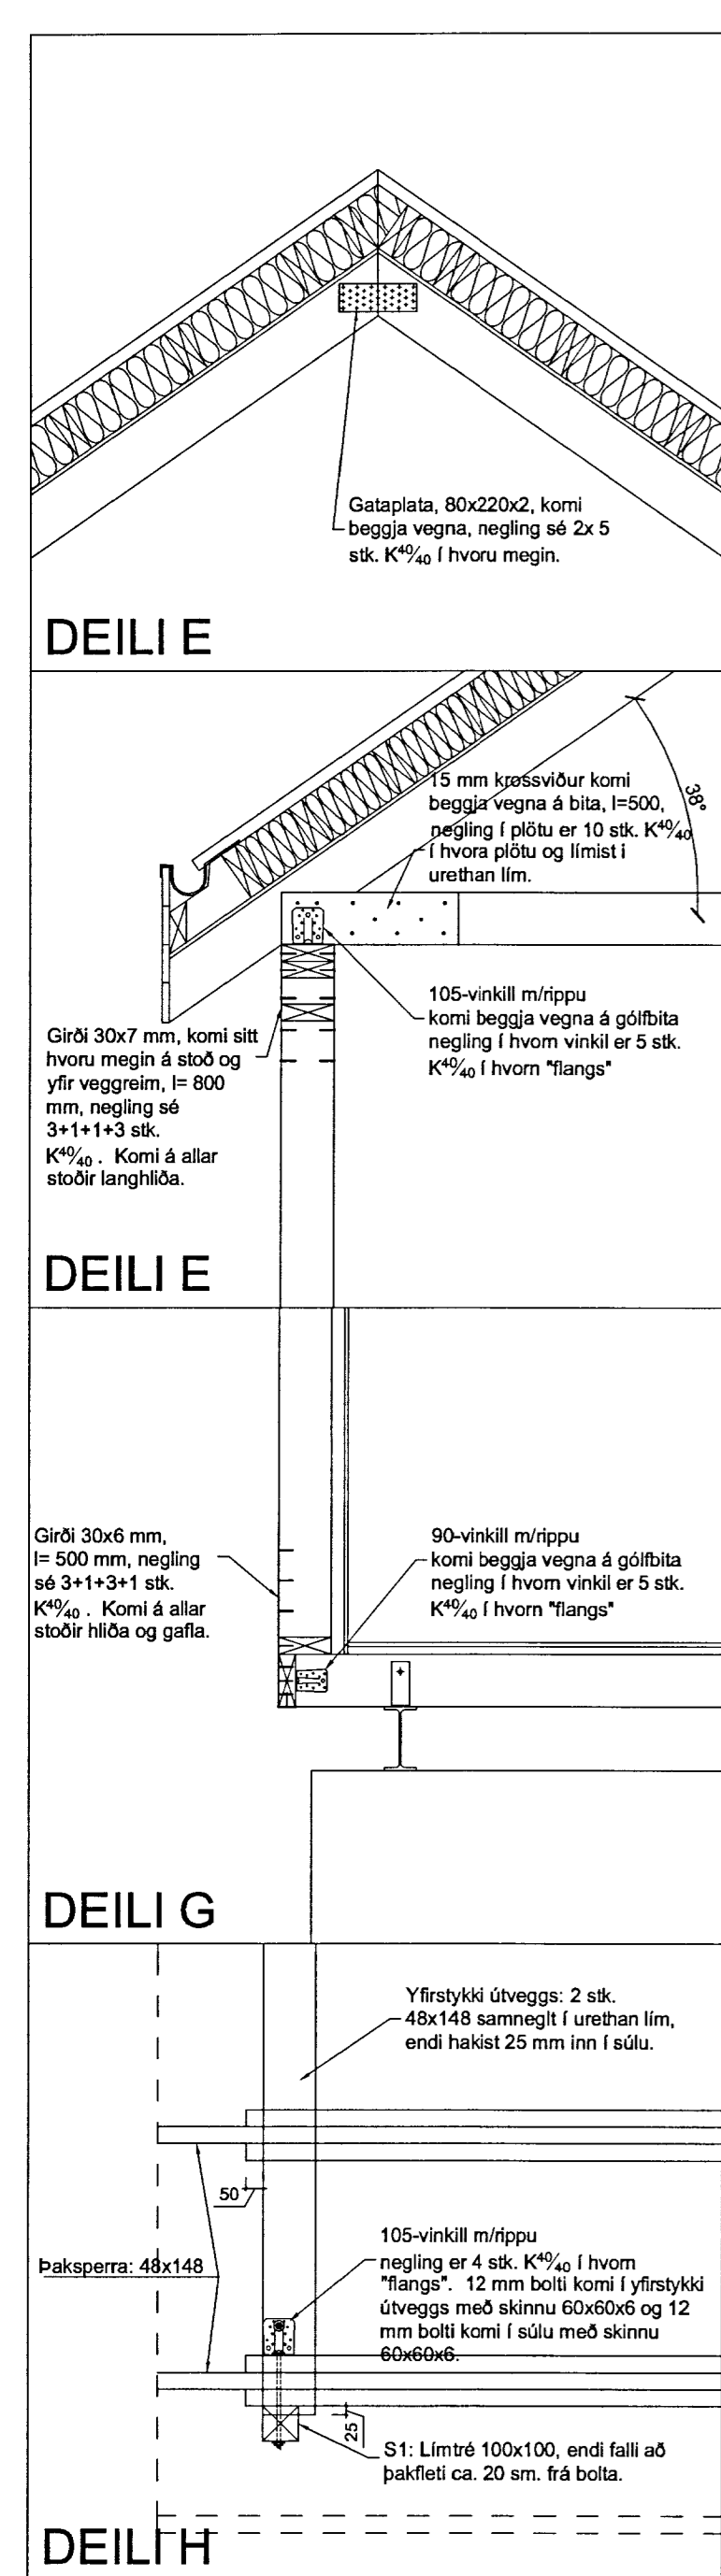 Gataplata, 80x220x2, komi
beggja vegna, negling sé 2x 5
stk. K40/40 í hvoru megin.
DEILI E
15 mm krossviður komi
beggja vegna á bita, l=500,
negling í plötu er 10 stk. K40/40
í hvora plötu og límist i
urethan lím.
38°
105-vinkill m/rippu
komi beggja vegna á gólfbita
negling í hvorn vinkil er 5 stk.
K40/40 í hvorn "flangs"
Girði 30x7 mm, komi sitt
hvoru megin á stoð og
yfir veggreim, l= 800
mm, negling sé
3+1+1+3 stk.
K40/40 . Komi á allar
stoðir langhliða.
DEILI E
Girði 30x6 mm,
l= 500 mm, negling
sé 3+1+3+1 stk.
K40/40 . Komi á allar
stoðir hliða og gafla.
90-vinkill m/rippu
komi beggja vegna á gólfbita
negling í hvorn vinkil er 5 stk.
K40/40 í hvorn "flangs"
DEILI G
Yfirstykki útveggs: 2 stk.
48x148 samneglt í urethan lím,
endi hakist 25 mm inn í súlu.
50
Þaksperra: 48x148
105-vinkill m/rippu
negling er 4 stk. K40/40 í hvorn
"flangs". 12 mm bolti komi í yfirstykki
útveggs með skinnu 60x60x6 og 12
mm bolti komi í súlu með skinnu
60x60x6.
25
S1: Límtré 100x100, endi falli að
þakfleti ca. 20 sm. frá bolta.
DEILI H